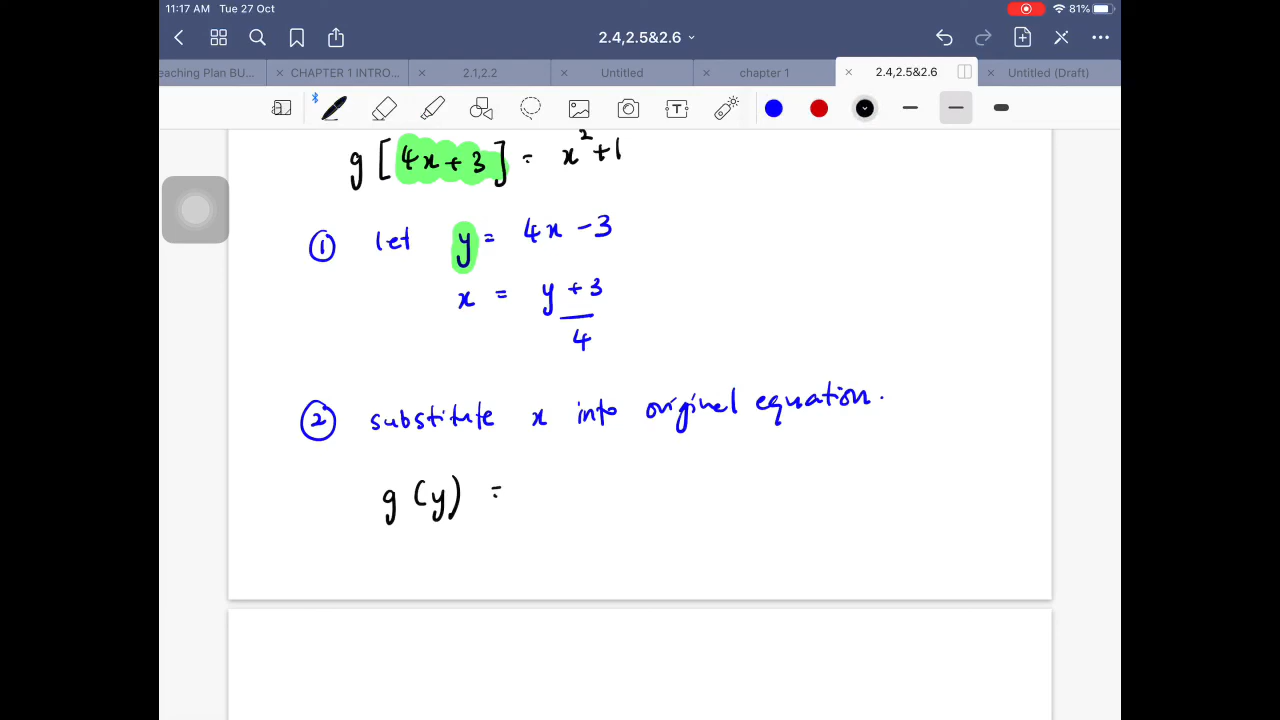 11:17 AM Tue 27 Oct
81%
2.4,2.5&2.6
eaching Plan BU...
CHAPTER 1 INTRO...
2.1,2.2
Untitled
chapter 1
2.4,2.5&2.6
Untitled (Draft)
g [4x + 3] = x² + 1
① let y = 4x - 3
x = y + 3
4
② substitute x into original equation.
g (y) =